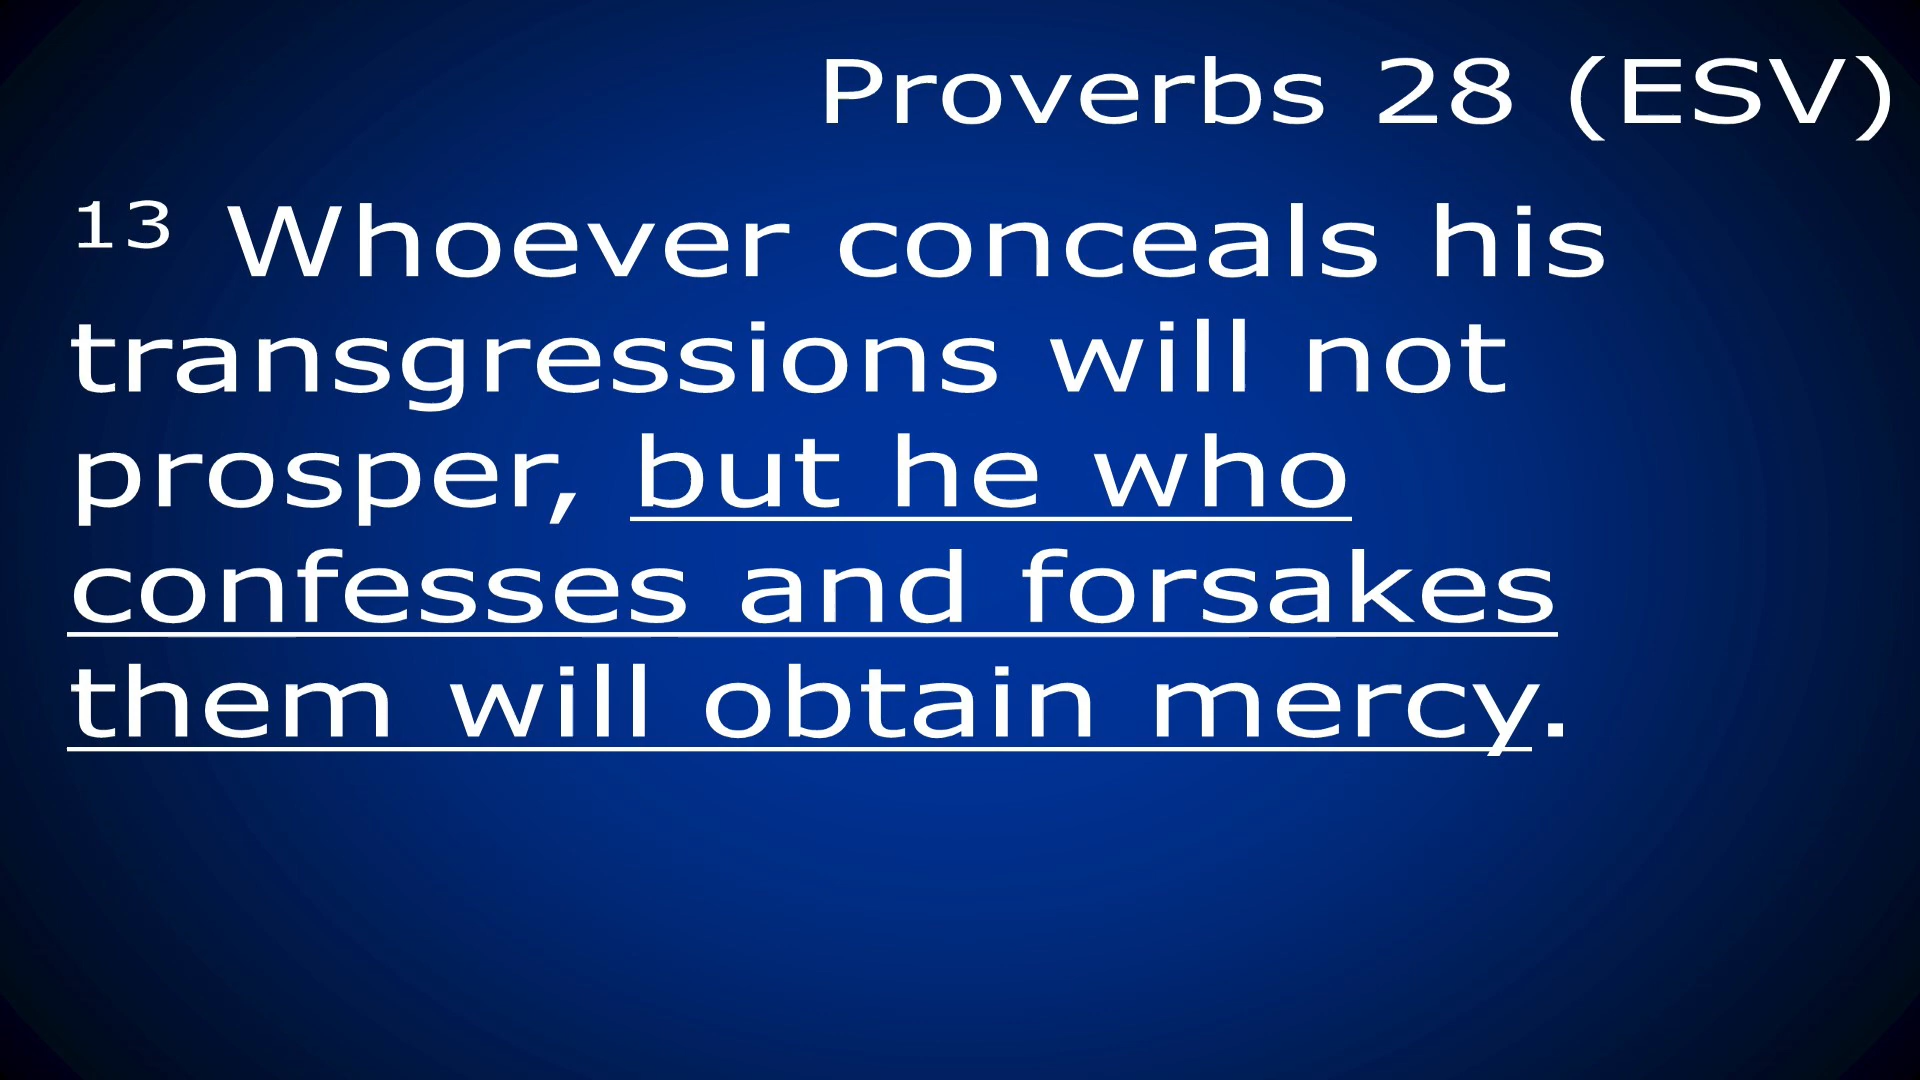 Proverbs 28 (ESV)
¹³ Whoever conceals his
transgressions will not
prosper, but he who
confesses and forsakes
them will obtain mercy.